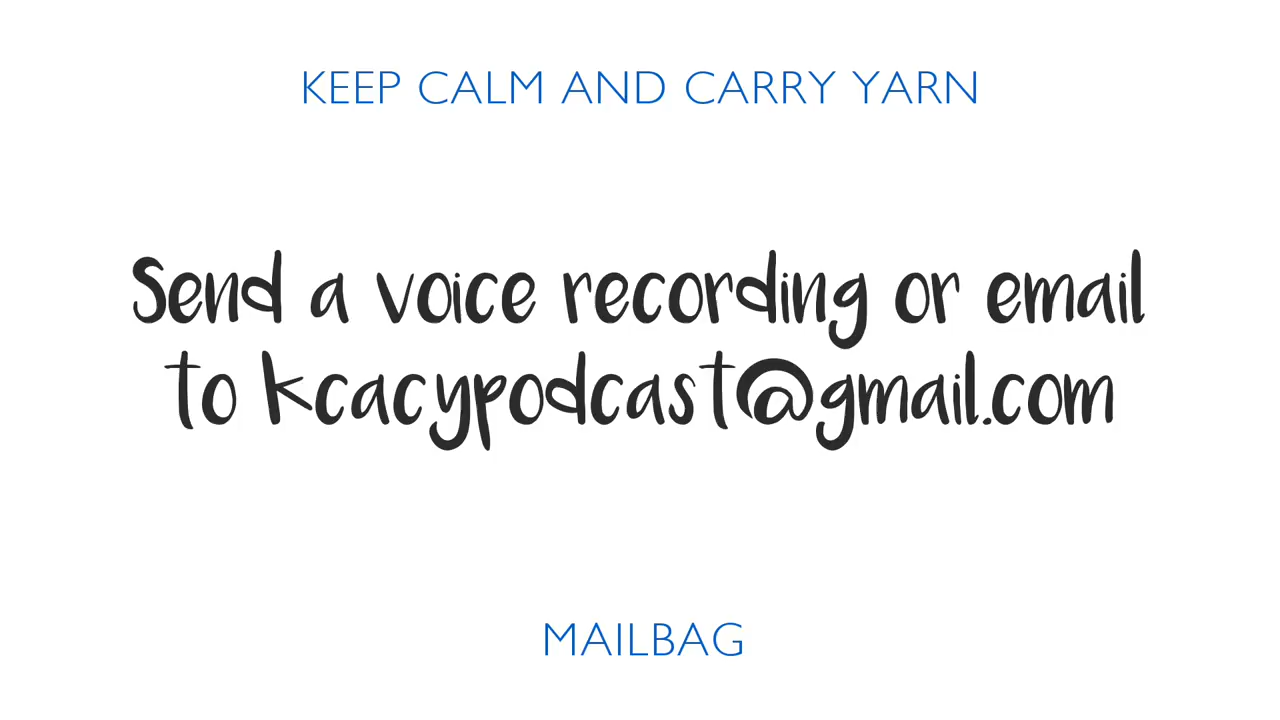 KEEP CALM AND CARRY YARN
Send a voice recording or email
to kcacypodcast@gmail.com
MAILBAG